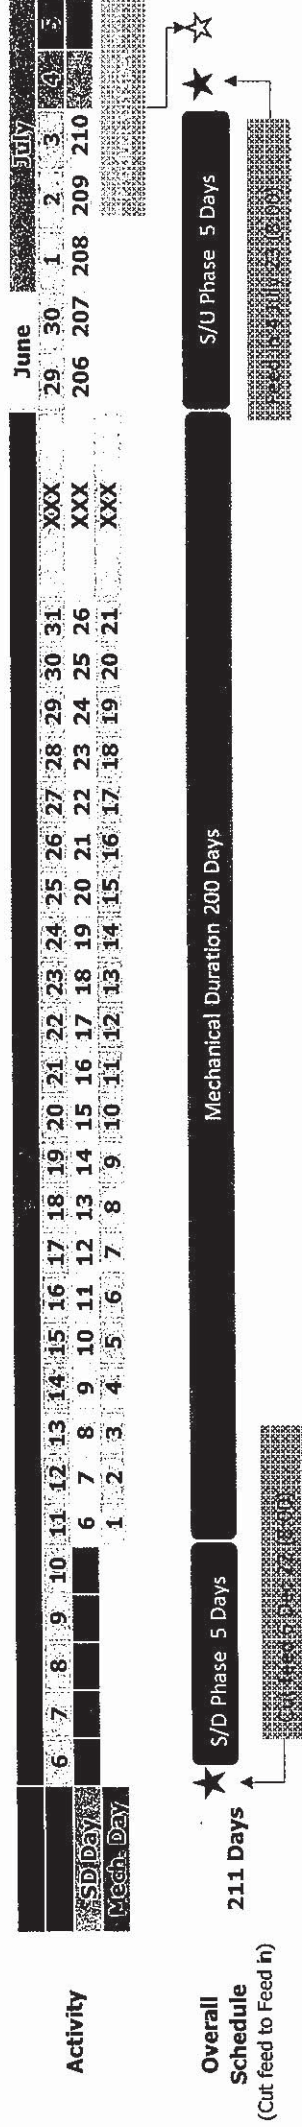 June July
Activity
6 7 8 9 10 11 12 13 14 15 16 17 18 19 20 21 22 23 24 25 26 27 28 29 30 31 XXX 29 30 1 2 3 4 5
SD Day 6 7 8 9 10 11 12 13 14 15 16 17 18 19 20 21 22 23 24 25 26 XXX 206 207 208 209 210
Mech Day 1 2 3 4 5 6 7 8 9 10 11 12 13 14 15 16 17 18 19 20 21 XXX
Overall
Schedule
(Cut feed to Feed in)
211 Days
S/D Phase 5 Days
Mechanical Duration 200 Days
S/U Phase 5 Days